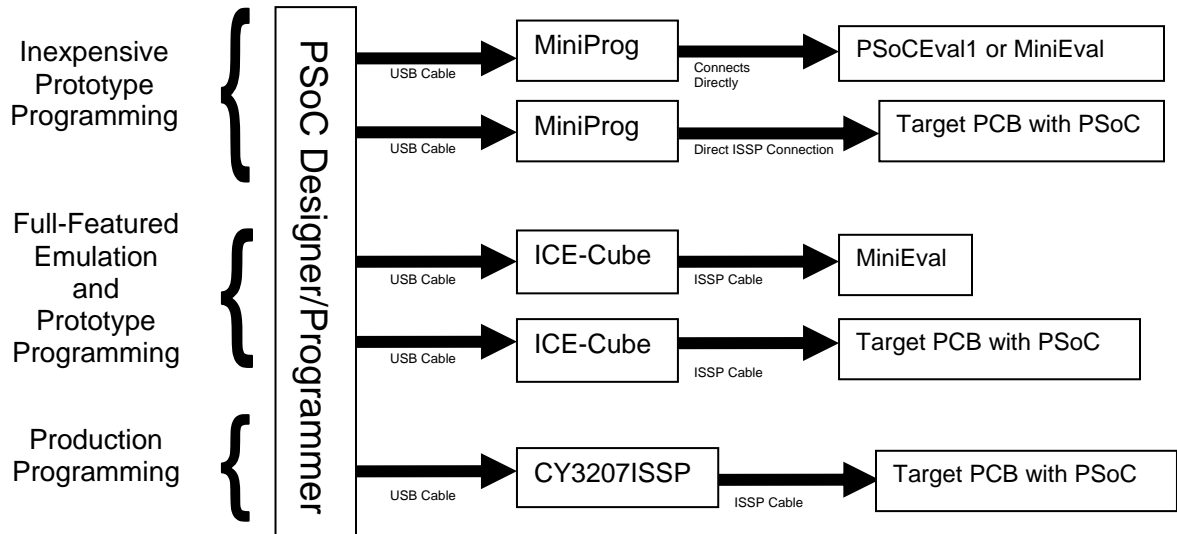 Inexpensive
Prototype
Programming
Full-Featured
Emulation
and
Prototype
Programming
Production
Programming
PSoC Designer/Programmer
USB Cable
MiniProg
Connects
Directly
PSoCEval1 or MiniEval
USB Cable
MiniProg
Direct ISSP Connection
Target PCB with PSoC
USB Cable
ICE-Cube
ISSP Cable
MiniEval
USB Cable
ICE-Cube
ISSP Cable
Target PCB with PSoC
USB Cable
CY3207ISSP
ISSP Cable
Target PCB with PSoC